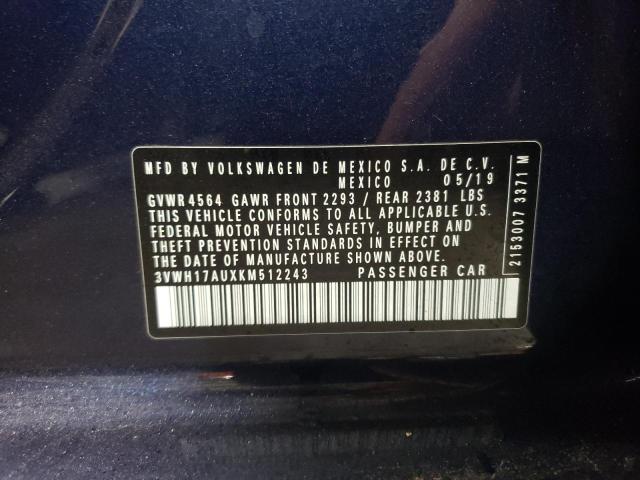 MFD BY VOLKSWAGEN DE MEXICO S.A. DE C.V.
MEXICO 05/19
GVWR4564 GAWR FRONT 2293 / REAR 2381 LBS
THIS VEHICLE CONFORMS TO ALL APPLICABLE U.S.
FEDERAL MOTOR VEHICLE SAFETY, BUMPER AND
THEFT PREVENTION STANDARDS IN EFFECT ON
THE DATE OF MANUFACTURE SHOWN ABOVE.
3VWH17AUXKM512243 PASSENGER CAR
2153007 3371 M